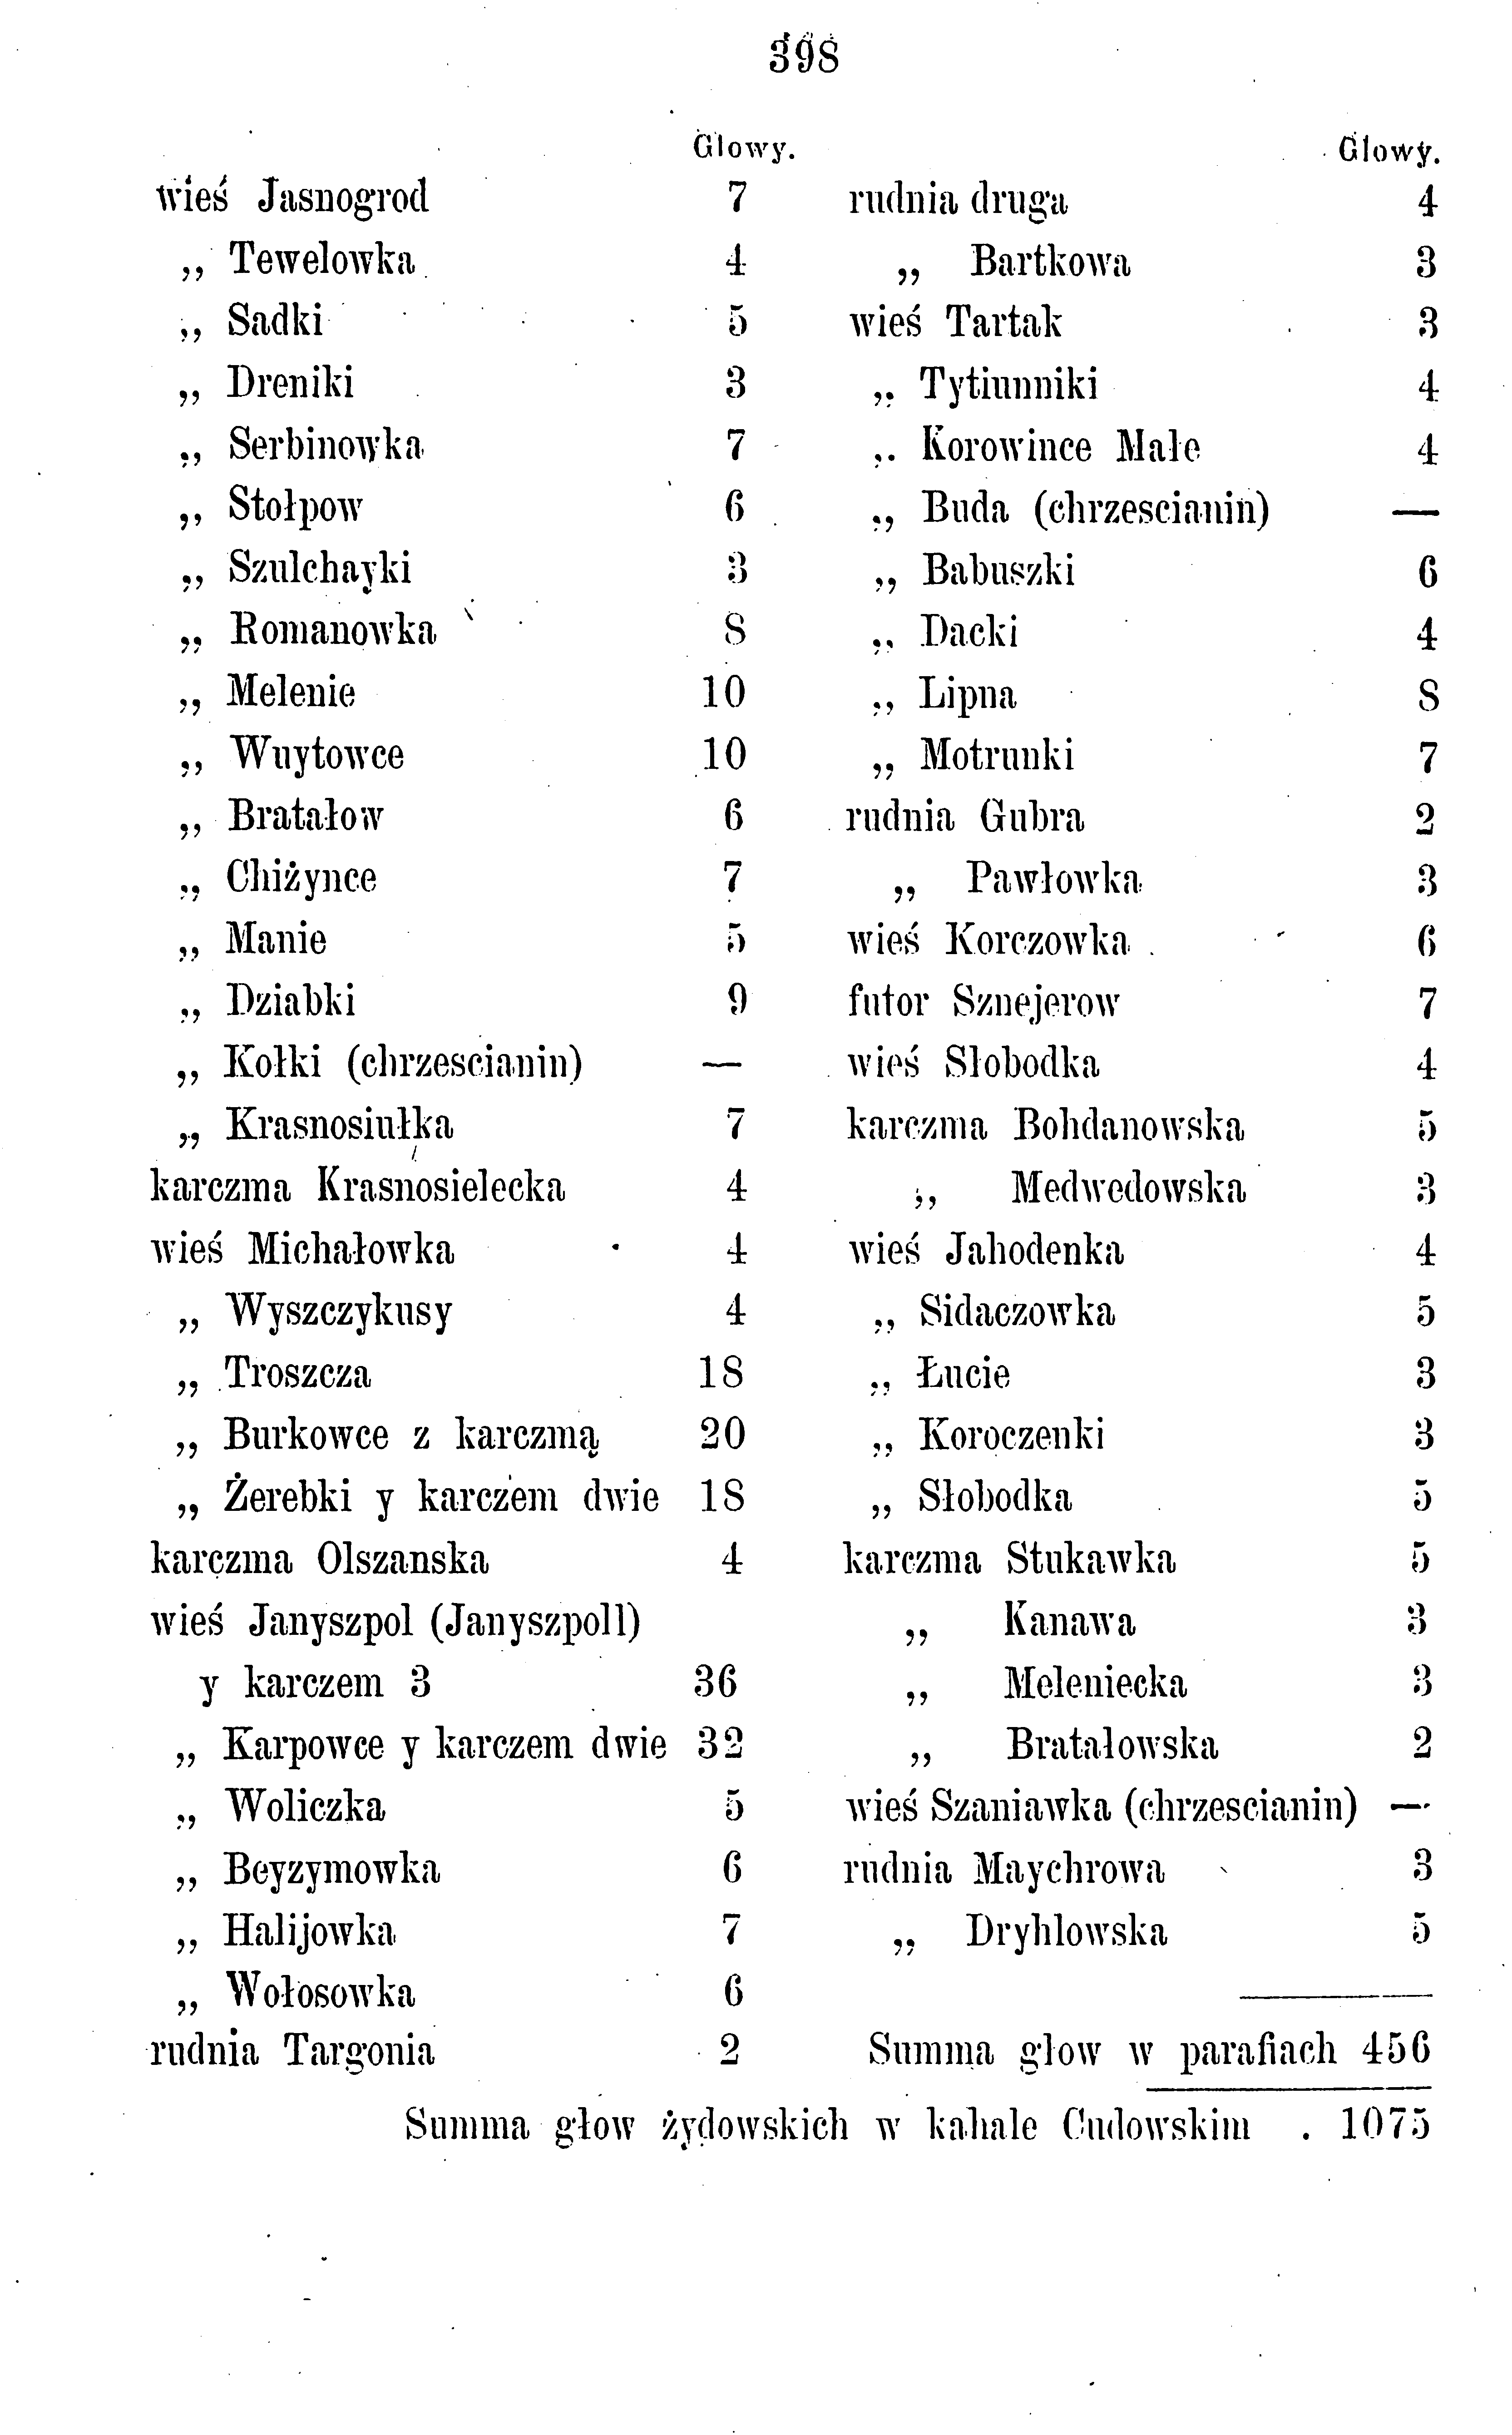 398
Głowy.
wieś Jasnogrod 7
„ Tewelowka 4
„ Sadki 5
„ Dreniki 3
„ Serbinowka 7
„ Stołpow 6
„ Szulchayki 3
„ Romanowka 8
„ Melenie 10
„ Wuytowce 10
„ Bratałow 6
„ Chiżynce 7
„ Manie 5
„ Dziabki 9
„ Kołki (chrzescianin) —
„ Krasnosiułka 7
karczma Krasnosielecka 4
wieś Michałowka 4
„ Wyszczykusy 4
„ Troszcza 18
„ Burkowce z karczmą 20
„ Żerebki y karczem dwie 18
karczma Olszanska 4
wieś Janyszpol (Janyszpoll)
y karczem 3 36
„ Karpowce y karczem dwie 32
„ Woliczka 5
„ Beyzymowka 6
„ Halijowka 7
„ Wołosowka 6
rudnia Targonia 2
Głowy.
rudnia druga 4
„ Bartkowa 3
wieś Tartak 3
„ Tytiunniki 4
„ Korowince Małe 4
„ Buda (chrzescianin) —
„ Babuszki 6
„ Dacki 4
„ Lipna 8
„ Motrunki 7
rudnia Gubra 2
„ Pawłowka 3
wieś Korczowka 6
futor Sznejerow 7
wieś Słobodka 4
karczma Bohdanowska 5
„ Medwedowska 3
wieś Jahodenka 4
„ Sidaczowka 5
„ Łucie 3
„ Koroczenki 3
„ Słobodka 5
karczma Stukawka 5
„ Kanawa 3
„ Meleniecka 3
„ Bratałowska 2
wieś Szaniawka (chrzescianin) —
rudnia Maychrowa 3
„ Dryhlowska 5
Summa głow w parafiach 456
Summa głow żydowskich w kahale Cudowskim . 1075